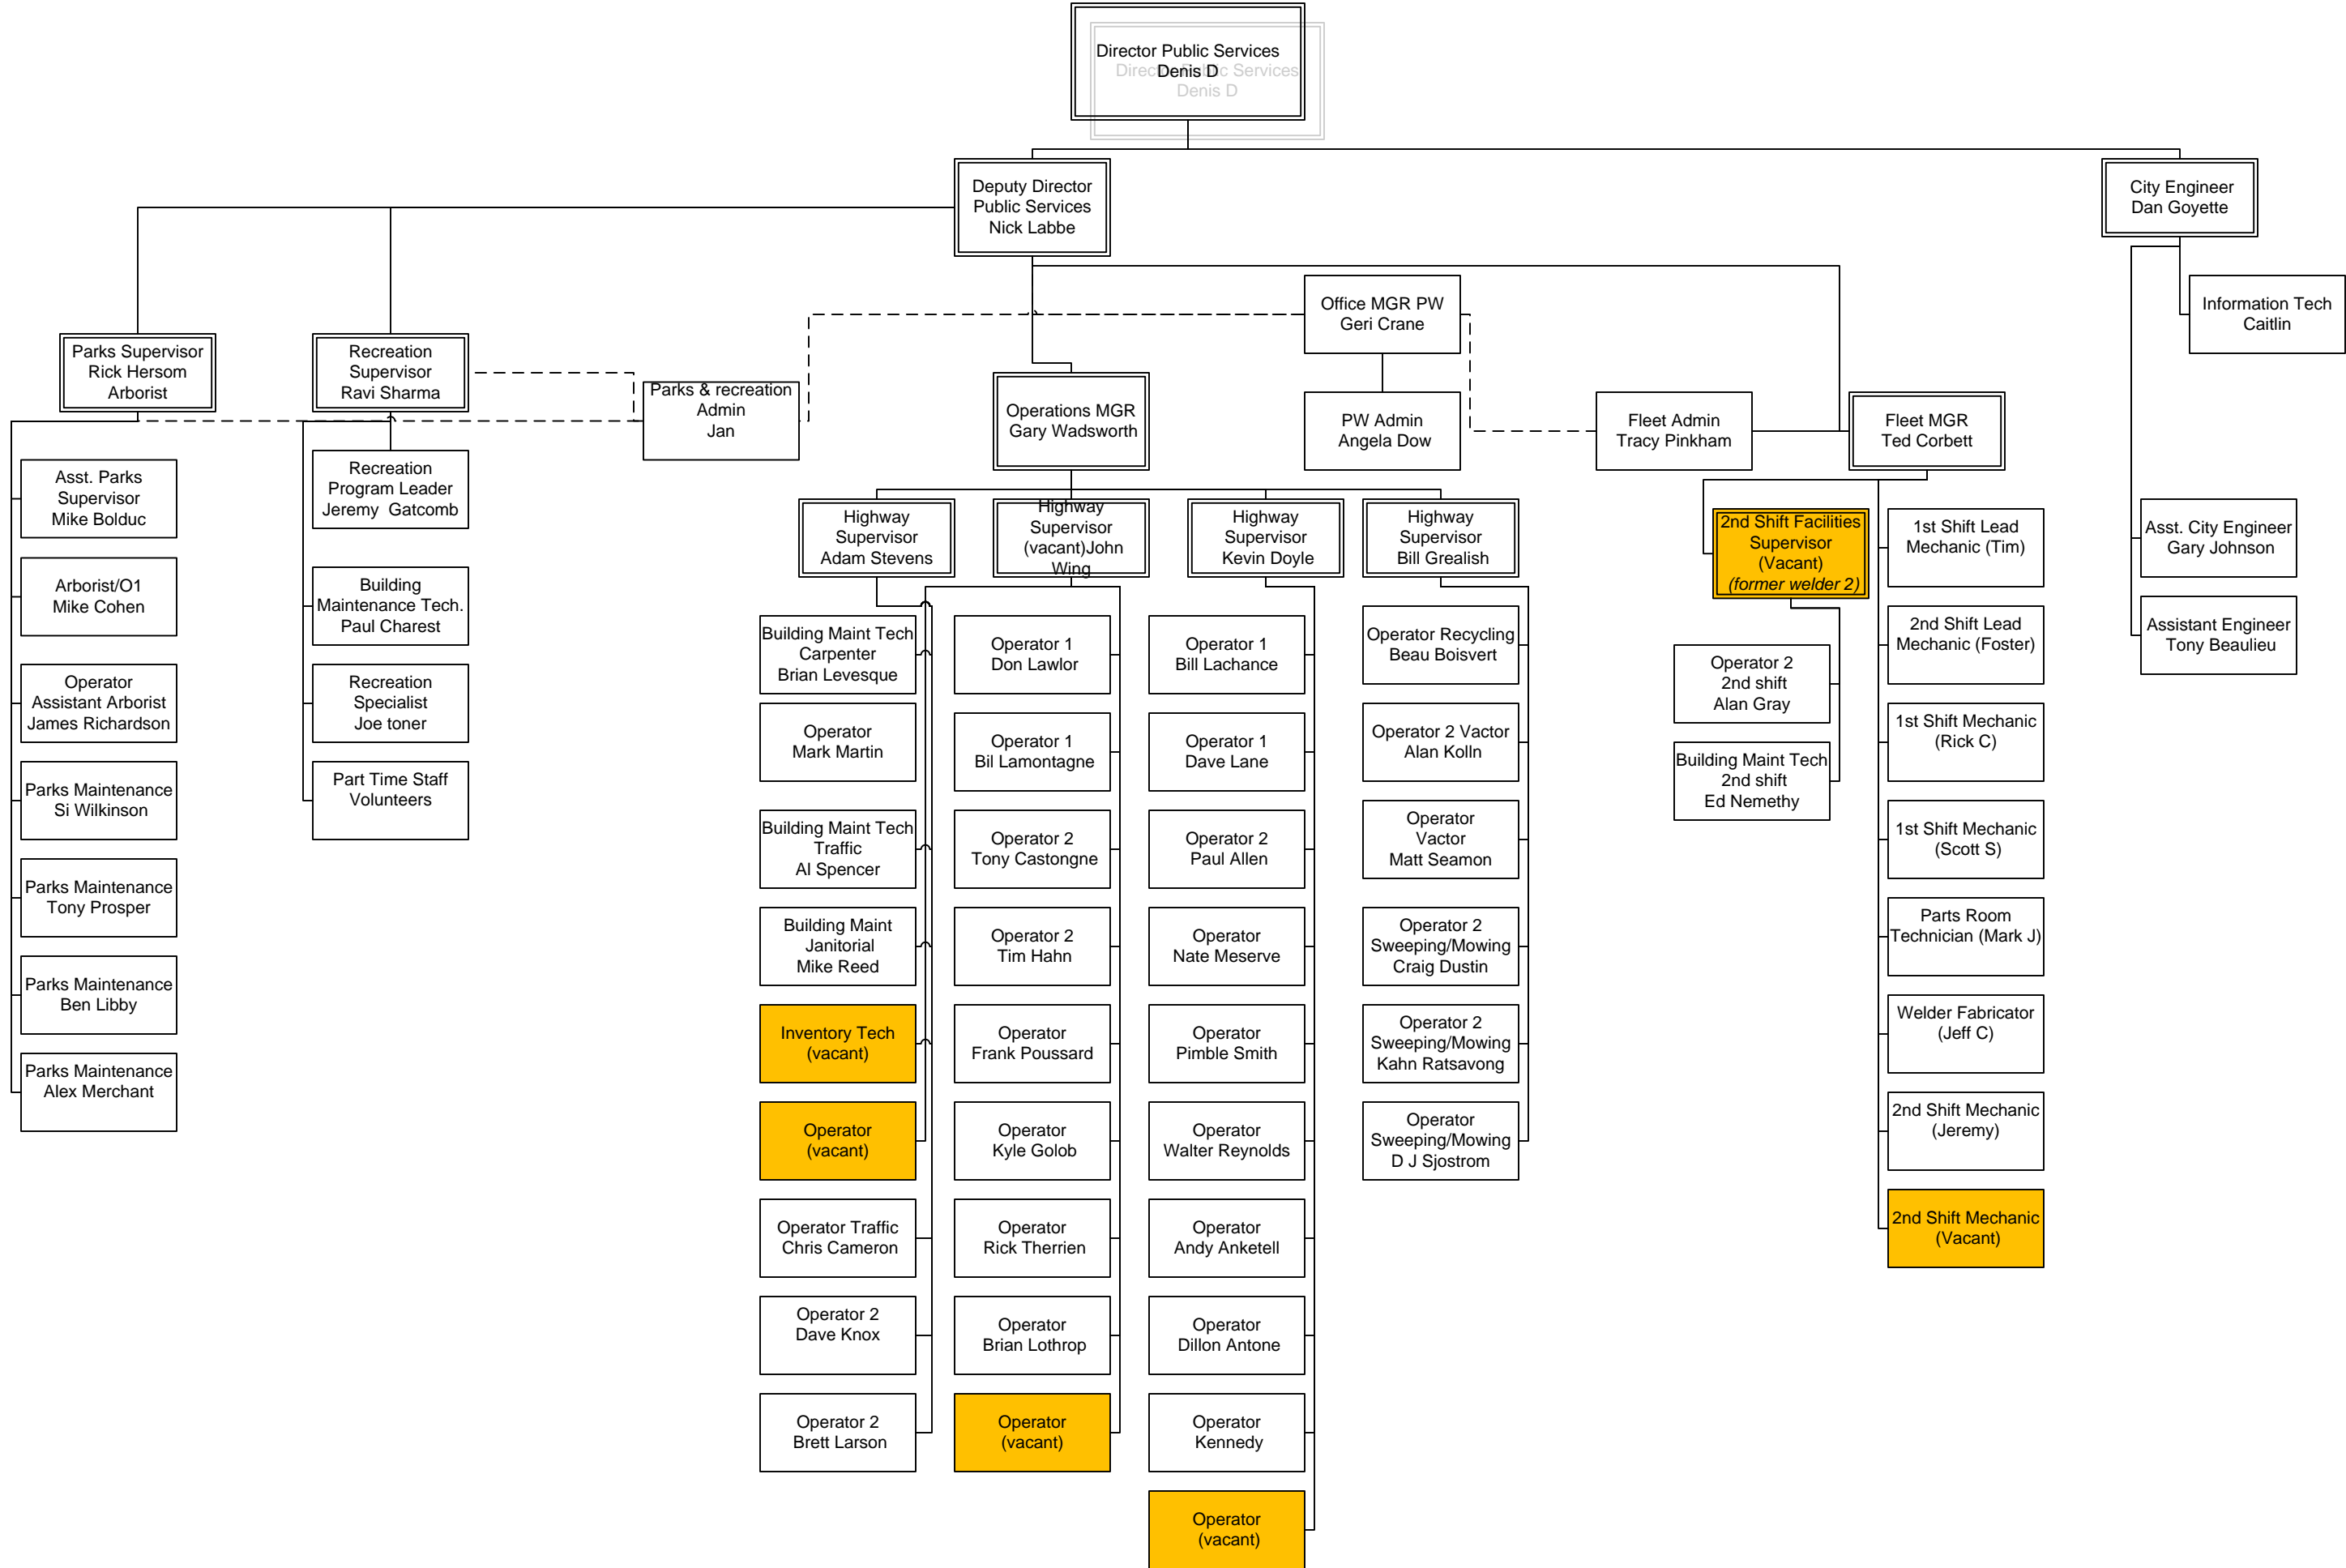 Director Public Services
Denis D
Director Public Services
Denis D
Deputy Director
Public Services
Nick Labbe
City Engineer
Dan Goyette
Office MGR PW
Geri Crane
Information Tech
Caitlin
Parks Supervisor
Rick Hersom
Arborist
Recreation
Supervisor
Ravi Sharma
Parks & recreation
Admin
Jan
Operations MGR
Gary Wadsworth
PW Admin
Angela Dow
Fleet Admin
Tracy Pinkham
Fleet MGR
Ted Corbett
Asst. Parks
Supervisor
Mike Bolduc
Arborist/O1
Mike Cohen
Operator
Assistant Arborist
James Richardson
Parks Maintenance
Si Wilkinson
Parks Maintenance
Tony Prosper
Parks Maintenance
Ben Libby
Parks Maintenance
Alex Merchant
Recreation
Program Leader
Jeremy  Gatcomb
Building
Maintenance Tech.
Paul Charest
Recreation
Specialist
Joe toner
Part Time Staff
Volunteers
Highway
Supervisor
Adam Stevens
Building Maint Tech
Carpenter
Brian Levesque
Operator
Mark Martin
Building Maint Tech
Traffic
Al Spencer
Building Maint
Janitorial
Mike Reed
Inventory Tech
(vacant)
Operator
(vacant)
Operator Traffic
Chris Cameron
Operator 2
Dave Knox
Operator 2
Brett Larson
Highway
Supervisor
(vacant)John
Wing
Operator 1
Don Lawlor
Operator 1
Bil Lamontagne
Operator 2
Tony Castongne
Operator 2
Tim Hahn
Operator
Frank Poussard
Operator
Kyle Golob
Operator
Rick Therrien
Operator
Brian Lothrop
Operator
(vacant)
Highway
Supervisor
Kevin Doyle
Operator 1
Bill Lachance
Operator 1
Dave Lane
Operator 2
Paul Allen
Operator
Nate Meserve
Operator
Pimble Smith
Operator
Walter Reynolds
Operator
Andy Anketell
Operator
Dillon Antone
Operator
Kennedy
Operator
(vacant)
Highway
Supervisor
Bill Grealish
Operator Recycling
Beau Boisvert
Operator 2 Vactor
Alan Kolln
Operator
Vactor
Matt Seamon
Operator 2
Sweeping/Mowing
Craig Dustin
Operator 2
Sweeping/Mowing
Kahn Ratsavong
Operator
Sweeping/Mowing
D J Sjostrom
2nd Shift Facilities
Supervisor
(Vacant)
(former welder 2)
Operator 2
2nd shift
Alan Gray
Building Maint Tech
2nd shift
Ed Nemethy
1st Shift Lead
Mechanic (Tim)
2nd Shift Lead
Mechanic (Foster)
1st Shift Mechanic
(Rick C)
1st Shift Mechanic
(Scott S)
Parts Room
Technician (Mark J)
Welder Fabricator
(Jeff C)
2nd Shift Mechanic
(Jeremy)
2nd Shift Mechanic
(Vacant)
Asst. City Engineer
Gary Johnson
Assistant Engineer
Tony Beaulieu